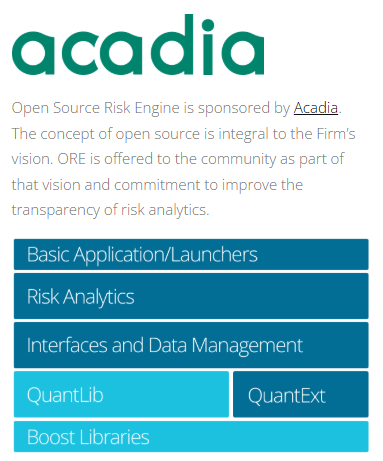 acadia
Open Source Risk Engine is sponsored by Acadia.
The concept of open source is integral to the Firm's
vision. ORE is offered to the community as part of
that vision and commitment to improve the
transparency of risk analytics.
Basic Application/Launchers
Risk Analytics
Interfaces and Data Management
QuantLib
QuantExt
Boost Libraries